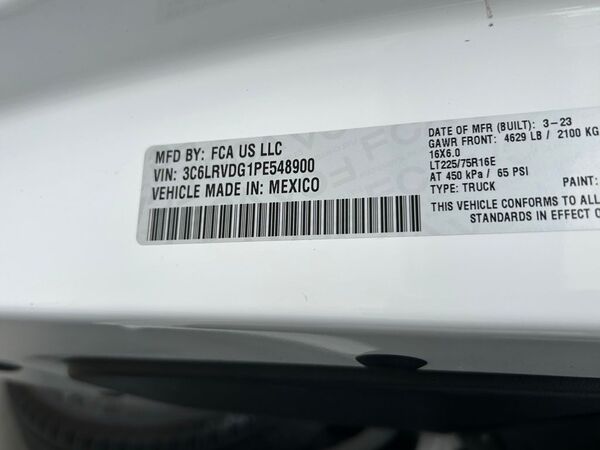 MFD BY: FCA US LLC
VIN: 3C6LRVDG1PE548900
VEHICLE MADE IN: MEXICO
DATE OF MFR (BUILT): 3-23
GAWR FRONT: 4629 LB / 2100 KG
16X6.0
LT225/75R16E
AT 450 kPa / 65 PSI
TYPE: TRUCK PAINT:
THIS VEHICLE CONFORMS TO ALL
STANDARDS IN EFFECT